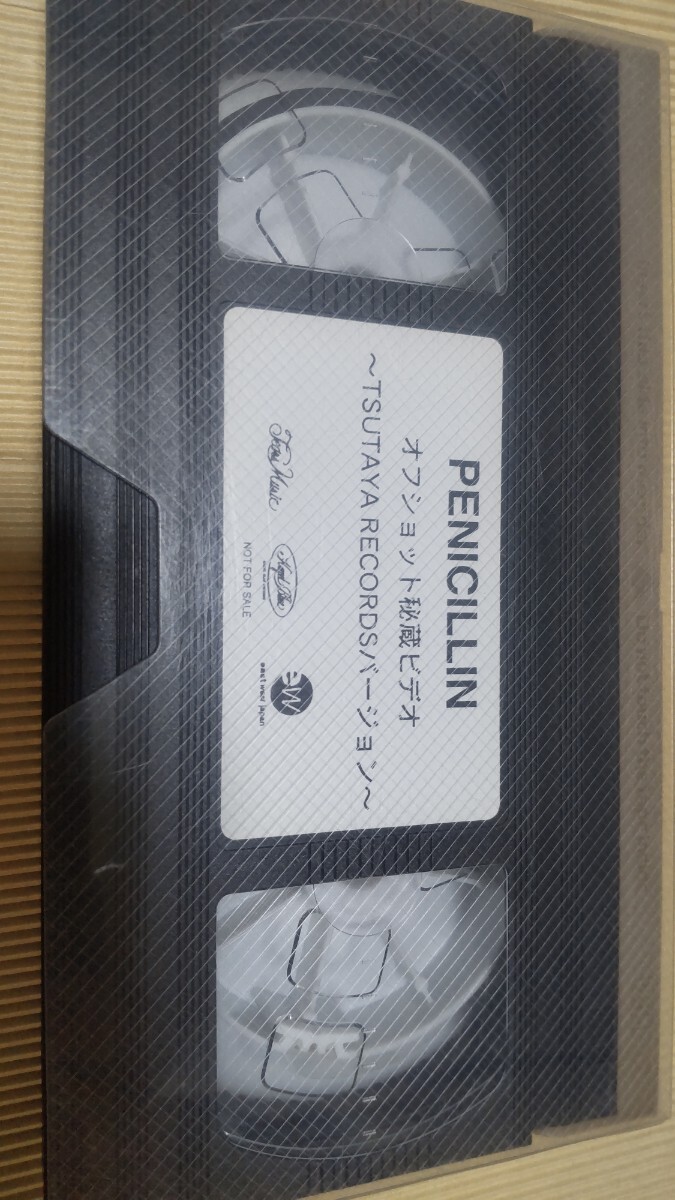 PENICILLIN
オフショット秘蔵ビデオ
～TSUTAYA RECORDSバージョン～
NOT FOR SALE
east west japan